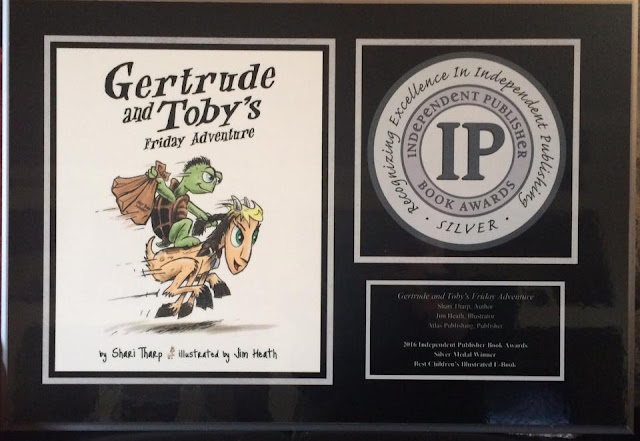 Gertrude
and Toby's
Friday Adventure
by Shari Tharp illustrated by Jim Heath
Recognizing Excellence In Independent Publishing
INDEPENDENT PUBLISHER
IP
BOOK AWARDS
· SILVER ·
Gertrude and Toby's Friday Adventure
Shari Tharp, Author
Jim Heath, Illustrator
Atlas Publishing, Publisher
2016 Independent Publisher Book Awards
Silver Medal Winner
Best Children's Illustrated E-Book